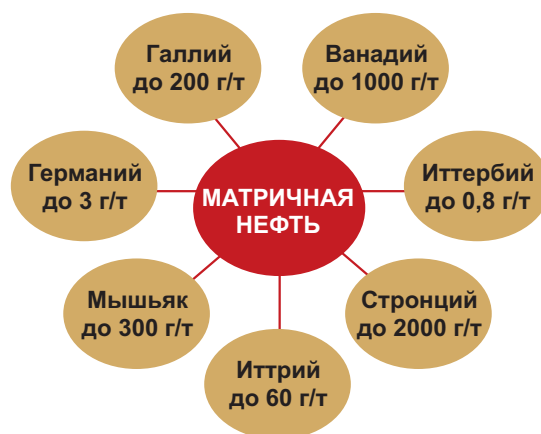 Галлий
до 200 г/т
Ванадий
до 1000 г/т
Германий
до 3 г/т
МАТРИЧНАЯ
НЕФТЬ
Иттербий
до 0,8 г/т
Мышьяк
до 300 г/т
Стронций
до 2000 г/т
Иттрий
до 60 г/т